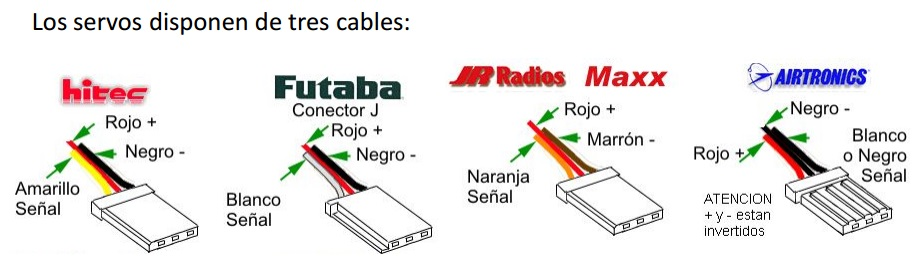 Los servos disponen de tres cables:
hitec
Rojo +
Negro -
Amarillo
Señal
Futaba
Conector J
Rojo +
Negro -
Blanco
Señal
JR Radios Maxx
Rojo +
Marrón -
Naranja
Señal
AIRTRONICS
Negro -
Rojo +
Blanco
o Negro
Señal
ATENCION
+ y - estan
invertidos